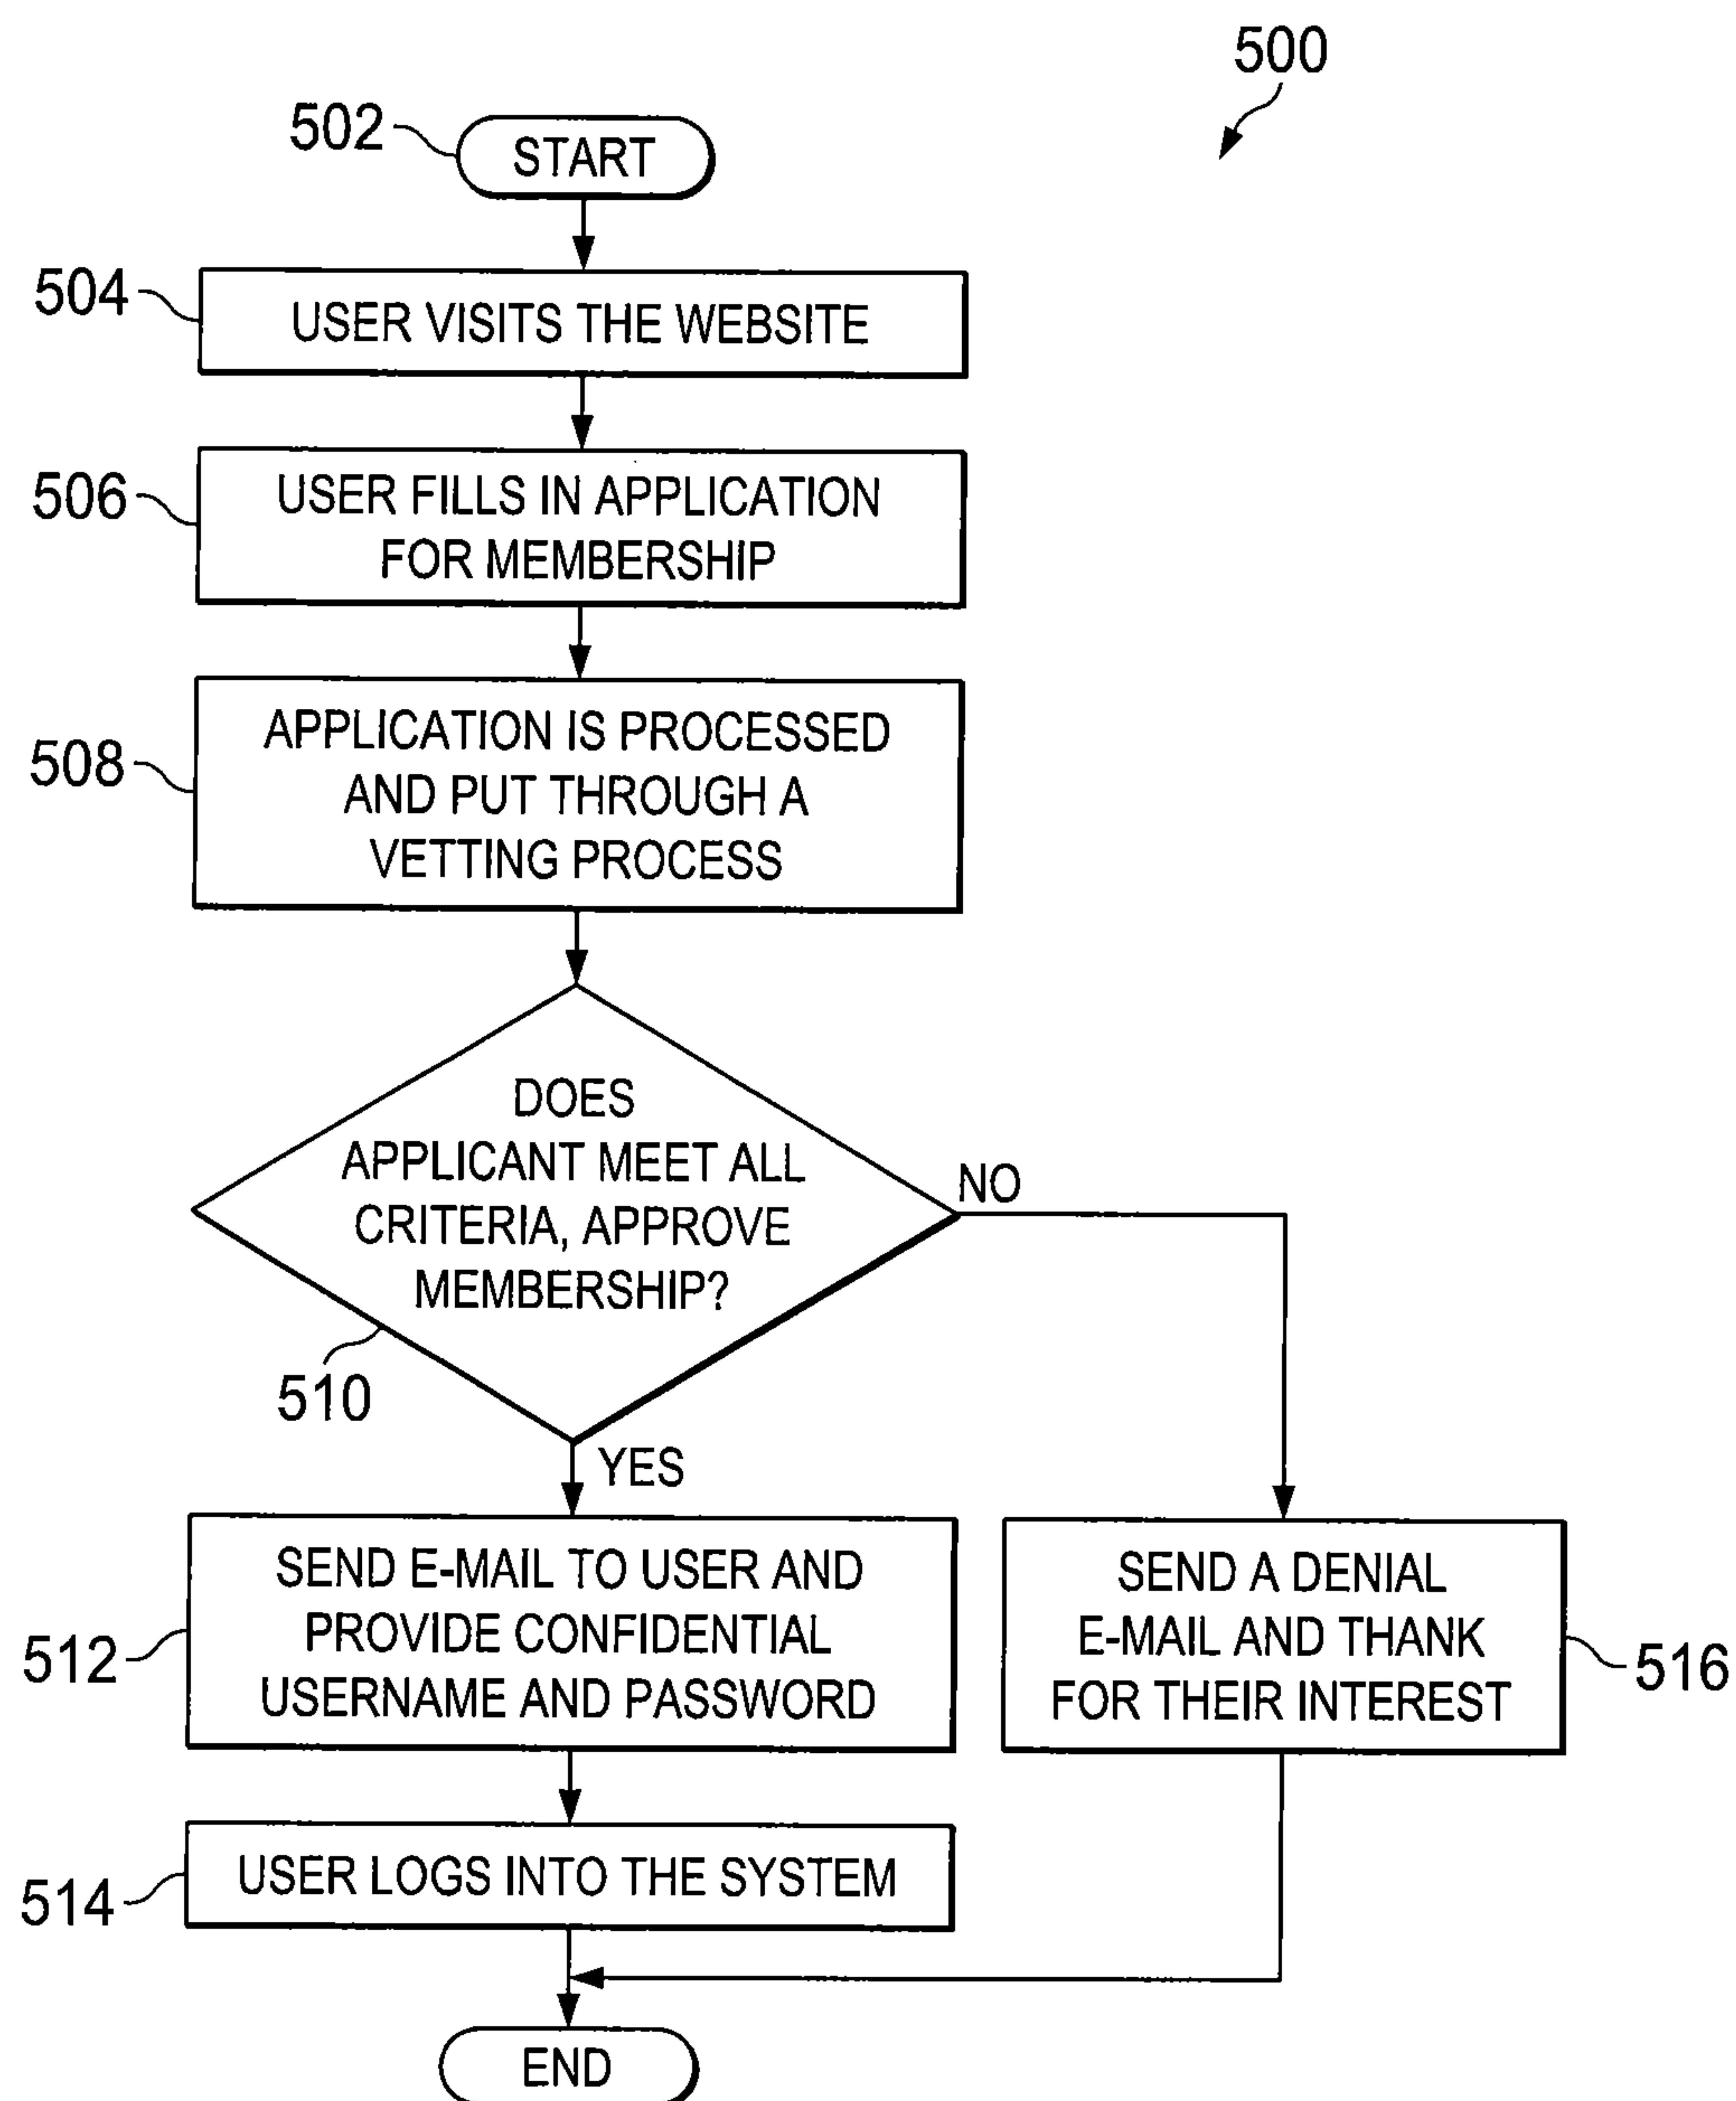 500
502
START
504
USER VISITS THE WEBSITE
506
USER FILLS IN APPLICATION
FOR MEMBERSHIP
508
APPLICATION IS PROCESSED
AND PUT THROUGH A
VETTING PROCESS
DOES
APPLICANT MEET ALL
CRITERIA, APPROVE
MEMBERSHIP?
NO
510
YES
SEND E-MAIL TO USER AND
PROVIDE CONFIDENTIAL
USERNAME AND PASSWORD
512
SEND A DENIAL
E-MAIL AND THANK
FOR THEIR INTEREST
516
USER LOGS INTO THE SYSTEM
514
END